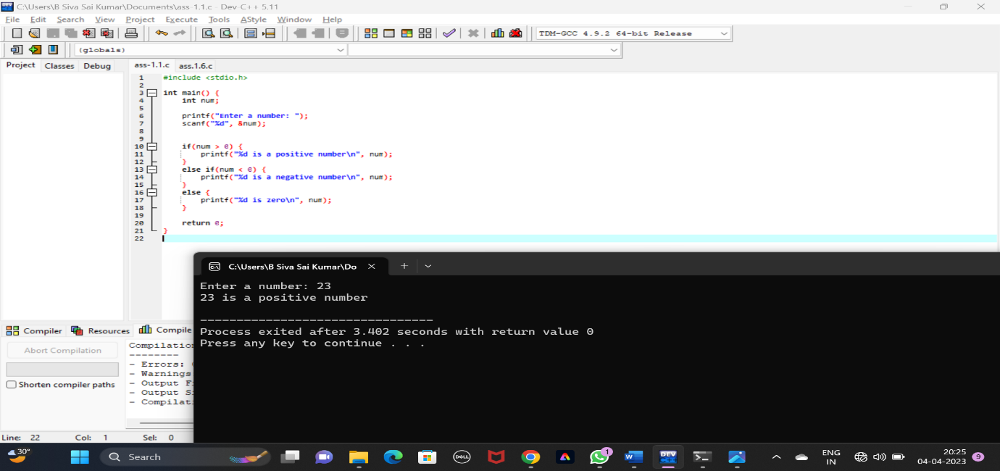 C:\Users\B Siva Sai Kumar\Documents\ass-1.1.c - Dev-C++ 5.11
File Edit Search View Project Execute Tools AStyle Window Help
TDM-GCC 4.9.2 64-bit Release
(globals)
Project Classes Debug
ass-1.1.c ass.1.6.c
1 #include <stdio.h>
2
3 int main() {
4 int num;
5
6 printf("Enter a number: ");
7 scanf("%d", &num);
8
9
10 if(num > 0) {
11 printf("%d is a positive number\n", num);
12 }
13 else if(num < 0) {
14 printf("%d is a negative number\n", num);
15 }
16 else {
17 printf("%d is zero\n", num);
18 }
19
20 return 0;
21 }
22
C:\Users\B Siva Sai Kumar\Do
Enter a number: 23
23 is a positive number
--------------------------------
Process exited after 3.402 seconds with return value 0
Press any key to continue . . .
Compiler Resources Compile
Abort Compilation
Shorten compiler paths
Compilation
--------
- Errors:
- Warnings
- Output F
- Output S
- Compilat
Line: 22 Col: 1 Sel: 0
30°
Search
DELL
1
W
DEV
ENG
IN
20:25
04-04-2023
9